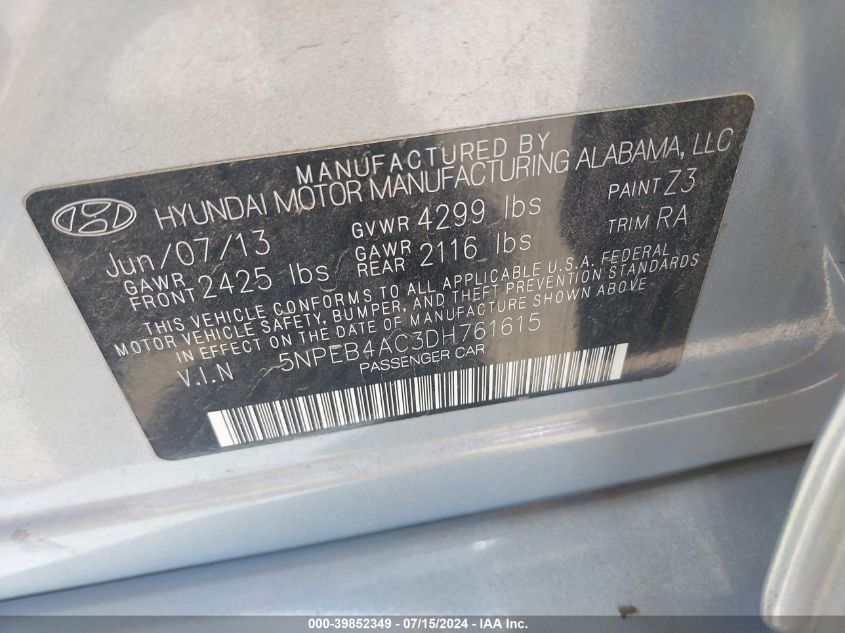 MANUFACTURED BY
HYUNDAI MOTOR MANUFACTURING ALABAMA, LLC
Jun/07/13 GVWR 4299 lbs PAINT Z3
GAWR FRONT 2425 lbs GAWR REAR 2116 lbs TRIM RA
THIS VEHICLE CONFORMS TO ALL APPLICABLE U.S.A. FEDERAL
MOTOR VEHICLE SAFETY, BUMPER, AND THEFT PREVENTION STANDARDS
IN EFFECT ON THE DATE OF MANUFACTURE SHOWN ABOVE
V.I.N 5NPEB4AC3DH761615
PASSENGER CAR
000-39852349 - 07/15/2024 - IAAI Inc.